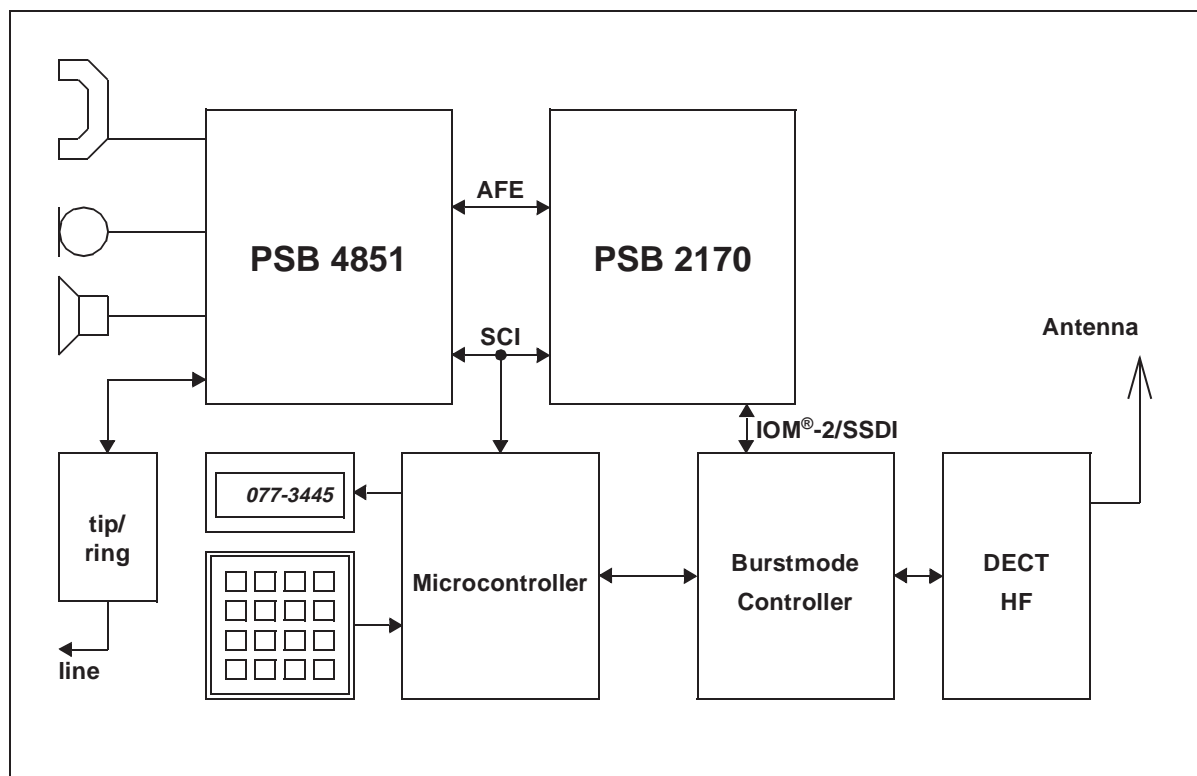 AFE
PSB 4851
PSB 2170
SCI
Antenna
IOM®-2/SSDI
077-3445
tip/
ring
Microcontroller
Burstmode
Controller
DECT
HF
line